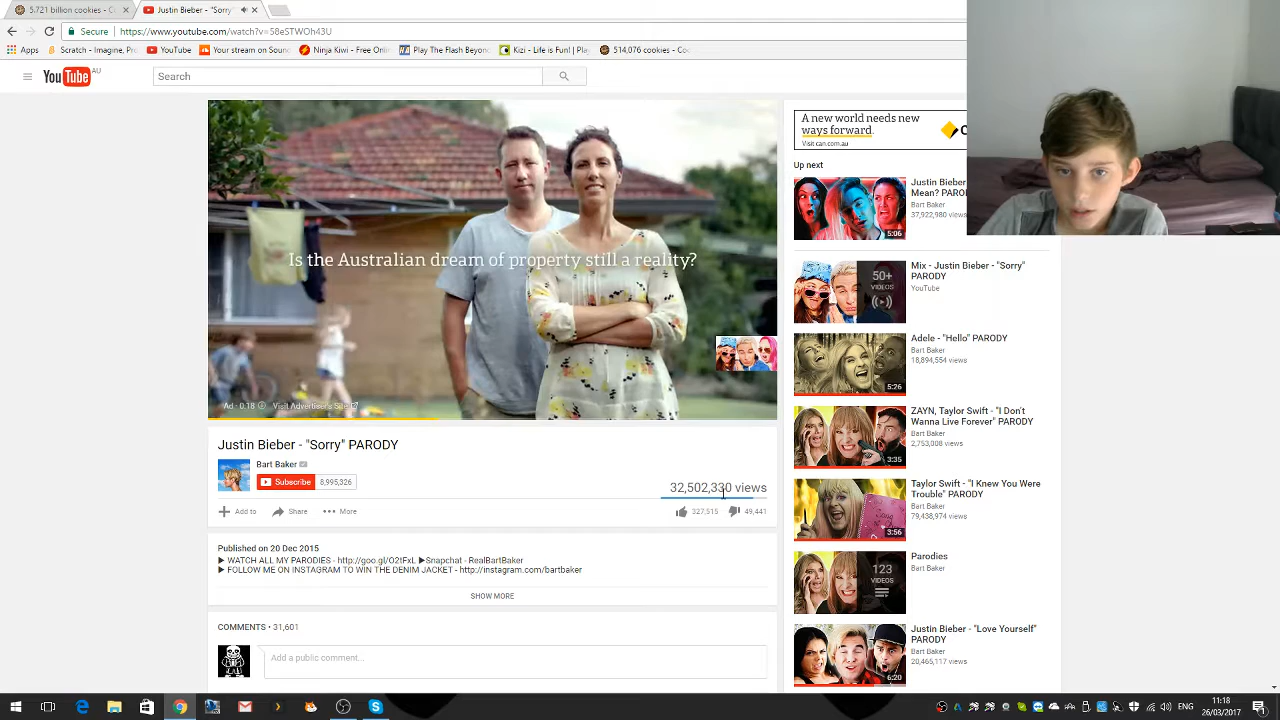 5.721 billion cookies - C
Justin Bieber - "Sorry"
Secure
https://www.youtube.com/watch?v=58eSTWOh43U
Apps
Scratch - Imagine, Pro
YouTube
Your stream on Sound
Ninja Kiwi - Free Onlin
Play the Flash Beyond
Kizi - Life is Fun! | Play
514,076 cookies - Coo
YouTube AU
Search
Is the Australian dream of property still a reality?
Ad · 0:18
Visit Advertiser's Site
Justin Bieber - "Sorry" PARODY
Bart Baker
Subscribe
8,995,326
32,502,330 views
Add to
Share
More
327,515
49,441
Published on 20 Dec 2015
► WATCH ALL MY PARODIES - http://goo.gl/O2tFxL ►Snapchat - RealBartBaker
► FOLLOW ME ON INSTAGRAM TO WIN THE DENIM JACKET - http://instagram.com/bartbaker
SHOW MORE
COMMENTS • 31,601
Add a public comment...
A new world needs new
ways forward.
Visit can.com.au
Up next
Justin Bieber
Mean? PARO
Bart Baker
37,922,980 views
5:06
Mix - Justin Bieber - "Sorry"
PARODY
YouTube
50+
VIDEOS
Adele - "Hello" PARODY
Bart Baker
18,894,554 views
5:26
ZAYN, Taylor Swift - "I Don't
Wanna Live Forever" PARODY
Bart Baker
2,753,008 views
3:35
Taylor Swift - "I Knew You Were
Trouble" PARODY
Bart Baker
79,438,974 views
3:56
Parodies
Bart Baker
123
VIDEOS
Justin Bieber - "Love Yourself"
PARODY
Bart Baker
20,465,117 views
6:20
ENG
11:18
26/03/2017